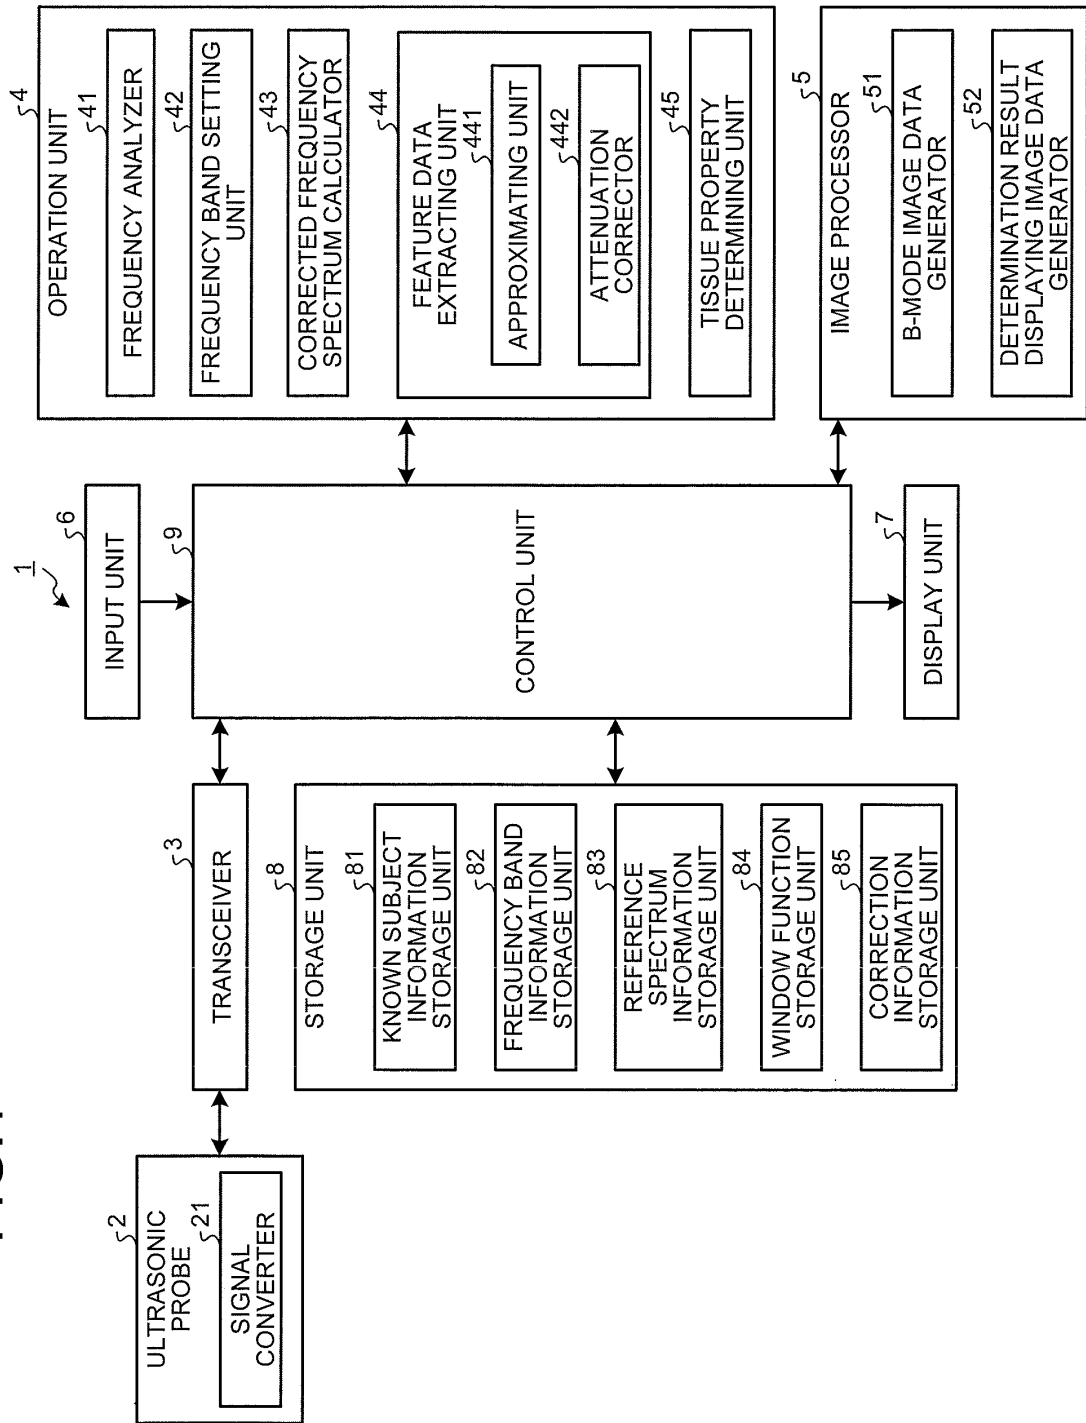 1
2
ULTRASONIC
PROBE
21
SIGNAL
CONVERTER
3
TRANSCEIVER
8
STORAGE UNIT
81
KNOWN SUBJECT
INFORMATION
STORAGE UNIT
82
FREQUENCY BAND
INFORMATION
STORAGE UNIT
83
REFERENCE
SPECTRUM
INFORMATION
STORAGE UNIT
84
WINDOW FUNCTION
STORAGE UNIT
85
CORRECTION
INFORMATION
STORAGE UNIT
6
INPUT UNIT
9
CONTROL UNIT
7
DISPLAY UNIT
4
OPERATION UNIT
41
FREQUENCY ANALYZER
42
FREQUENCY BAND SETTING
UNIT
43
CORRECTED FREQUENCY
SPECTRUM CALCULATOR
44
FEATURE DATA
EXTRACTING UNIT
441
APPROXIMATING UNIT
442
ATTENUATION
CORRECTOR
45
TISSUE PROPERTY
DETERMINING UNIT
5
IMAGE PROCESSOR
51
B-MODE IMAGE DATA
GENERATOR
52
DETERMINATION RESULT
DISPLAYING IMAGE DATA
GENERATOR